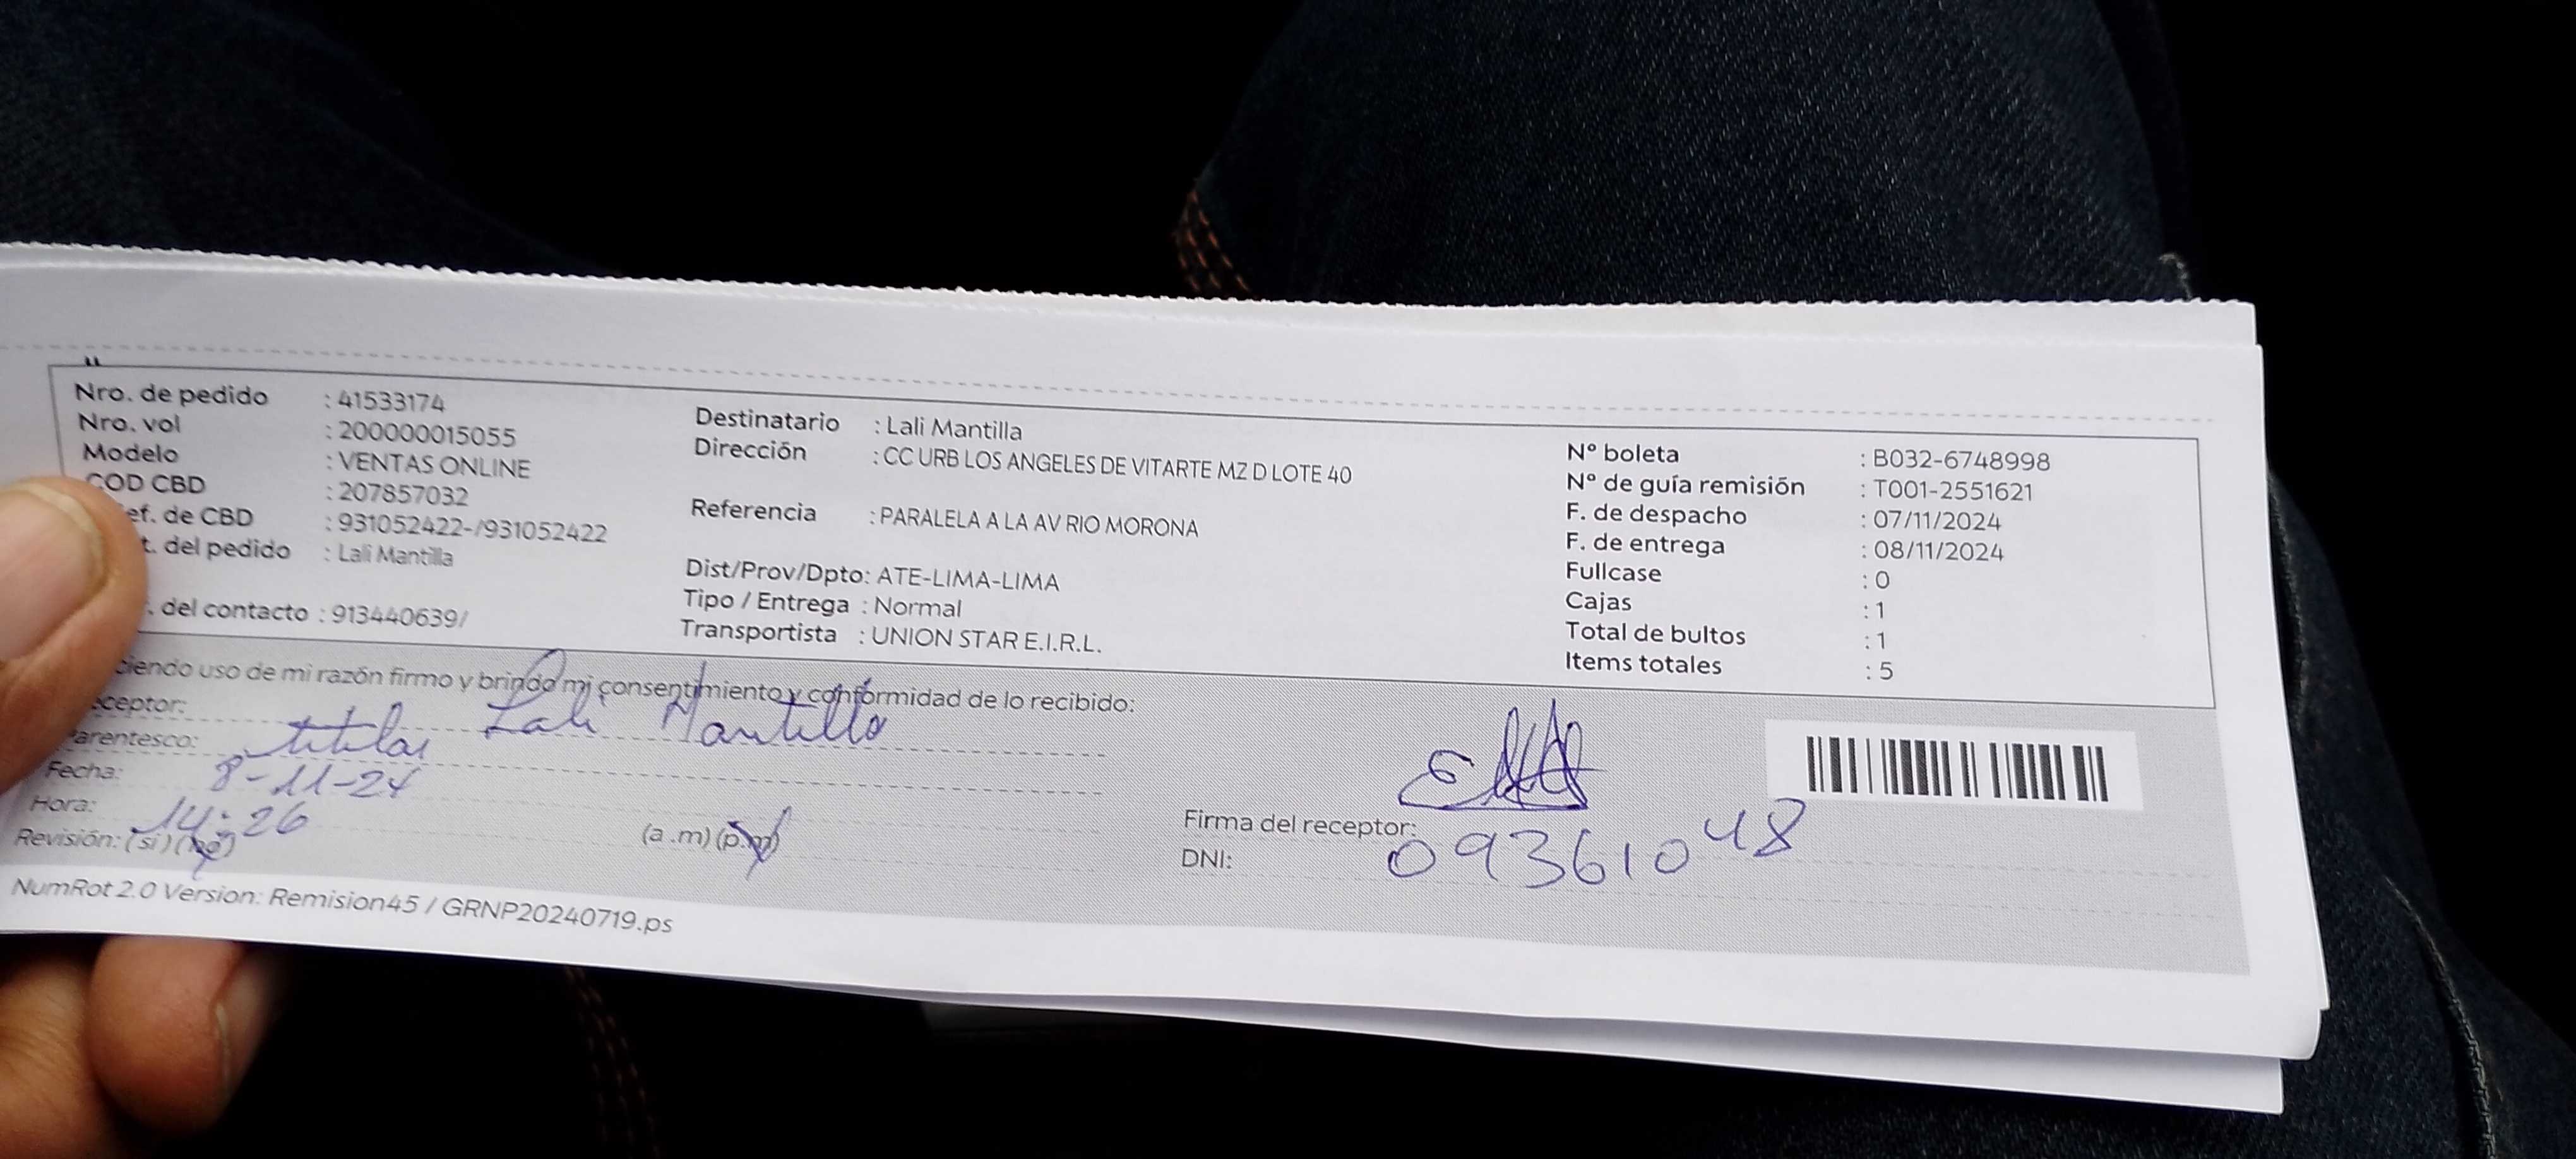 Nro. de pedido : 41533174
Nro. vol : 200000015055
Modelo : VENTAS ONLINE
COD CBD : 207857032
ef. de CBD : 931052422-/931052422
t. del pedido : Lali Mantilla
. del contacto : 913440639/
Destinatario : Lali Mantilla
Dirección : CC URB LOS ANGELES DE VITARTE MZ D LOTE 40
Referencia : PARALELA A LA AV RIO MORONA
Dist/Prov/Dpto: ATE-LIMA-LIMA
Tipo / Entrega : Normal
Transportista : UNION STAR E.I.R.L.
Nº boleta : B032-6748998
Nº de guía remisión : T001-2551621
F. de despacho : 07/11/2024
F. de entrega : 08/11/2024
Fullcase : 0
Cajas : 1
Total de bultos : 1
Items totales : 5
ciendo uso de mi razón firmo y brindo mi consentimiento y conformidad de lo recibido:
eceptor: Lali Mantilla
arentesco: titular
Fecha: 8-11-24
Hora: 14:26 (a .m) (p.m)
Revisión: (si) (no)
Firma del receptor:
DNI: 09361048
NumRot 2.0 Version: Remision45 / GRNP20240719.ps